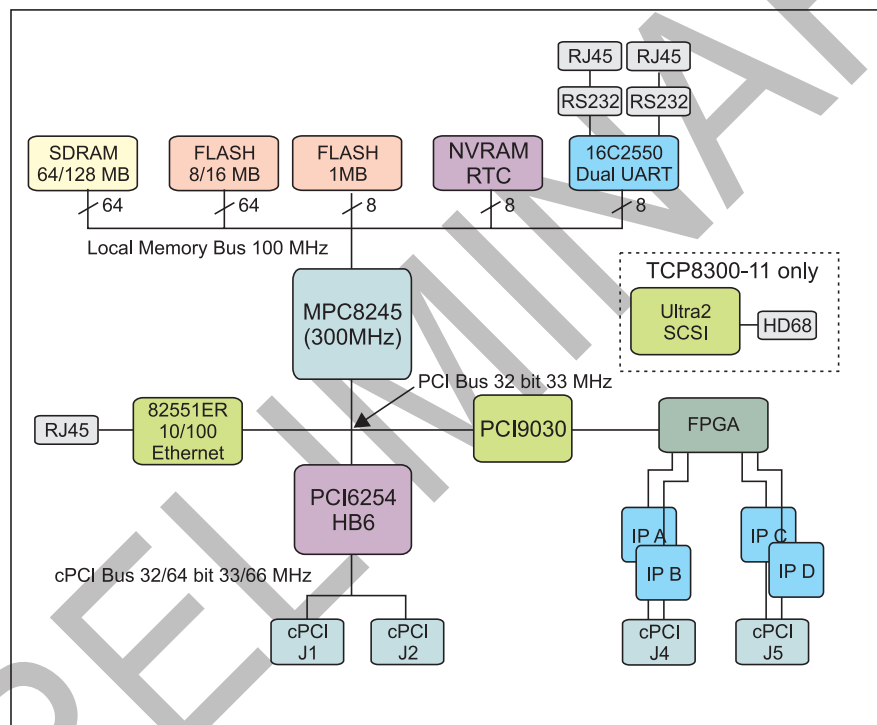 RJ45
RJ45
RS232
RS232
SDRAM
64/128 MB
FLASH
8/16 MB
FLASH
1MB
NVRAM
RTC
16C2550
Dual UART
64
64
8
8
8
Local Memory Bus 100 MHz
TCP8300-11 only
MPC8245
(300MHz)
Ultra2
SCSI
HD68
PCI Bus 32 bit 33 MHz
RJ45
82551ER
10/100
Ethernet
PCI9030
FPGA
PCI6254
HB6
IP A
IP B
IP C
IP D
cPCI Bus 32/64 bit 33/66 MHz
cPCI
J1
cPCI
J2
cPCI
J4
cPCI
J5
PRELIMINAR